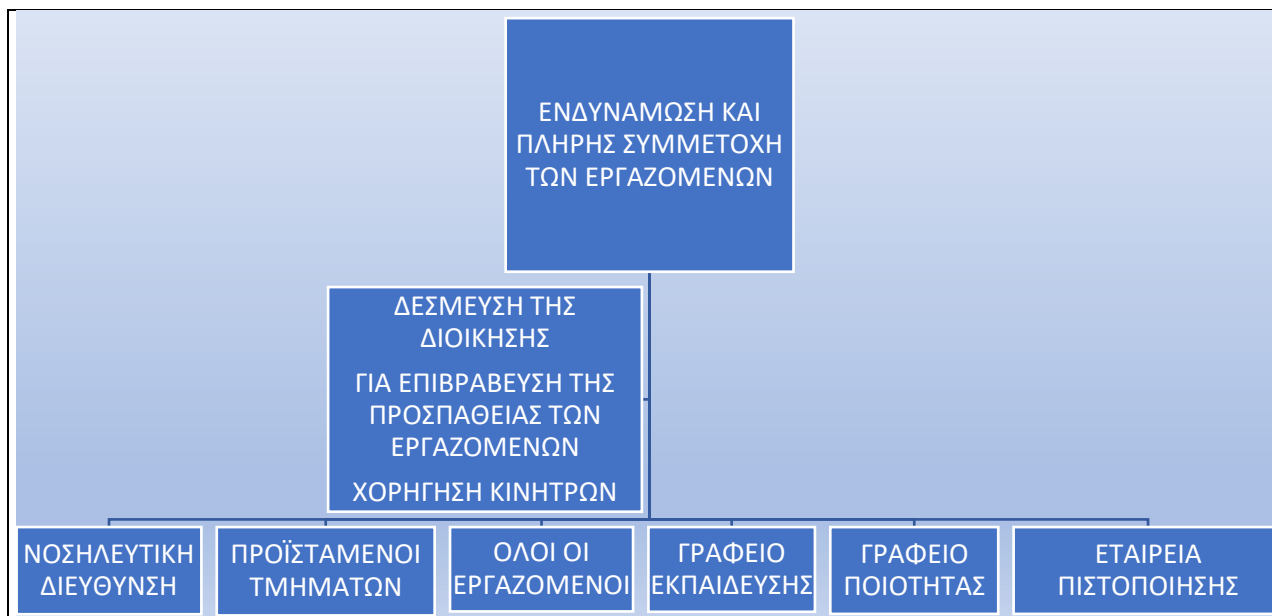 ΕΝΔΥΝΑΜΩΣΗ ΚΑΙ
ΠΛΗΡΗΣ ΣΥΜΜΕΤΟΧΗ
ΤΩΝ ΕΡΓΑΖΟΜΕΝΩΝ
ΔΕΣΜΕΥΣΗ ΤΗΣ
ΔΙΟΙΚΗΣΗΣ
ΓΙΑ ΕΠΙΒΡΑΒΕΥΣΗ ΤΗΣ
ΠΡΟΣΠΑΘΕΙΑΣ ΤΩΝ
ΕΡΓΑΖΟΜΕΝΩΝ
ΧΟΡΗΓΗΣΗ ΚΙΝΗΤΡΩΝ
ΝΟΣΗΛΕΥΤΙΚΗ
ΔΙΕΥΘΥΝΣΗ
ΠΡΟΪΣΤΑΜΕΝΟΙ
ΤΜΗΜΑΤΩΝ
ΟΛΟΙ ΟΙ
ΕΡΓΑΖΟΜΕΝΟΙ
ΓΡΑΦΕΙΟ
ΕΚΠΑΙΔΕΥΣΗΣ
ΓΡΑΦΕΙΟ
ΠΟΙΟΤΗΤΑΣ
ΕΤΑΙΡΕΙΑ
ΠΙΣΤΟΠΟΙΗΣΗΣ